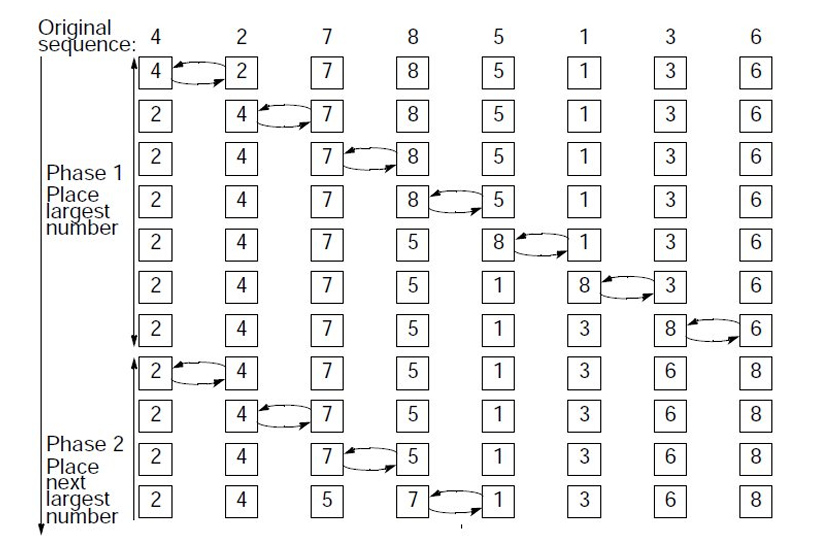 Original
sequence: 4 2 7 8 5 1 3 6
4 2 7 8 5 1 3 6
2 4 7 8 5 1 3 6
Phase 1
2 4 7 8 5 1 3 6
Place
largest
2 4 7 8 5 1 3 6
number
2 4 7 5 8 1 3 6
2 4 7 5 1 8 3 6
2 4 7 5 1 3 8 6
2 4 7 5 1 3 6 8
2 4 7 5 1 3 6 8
Phase 2
2 4 7 5 1 3 6 8
Place
next
largest
2 4 5 7 1 3 6 8
number